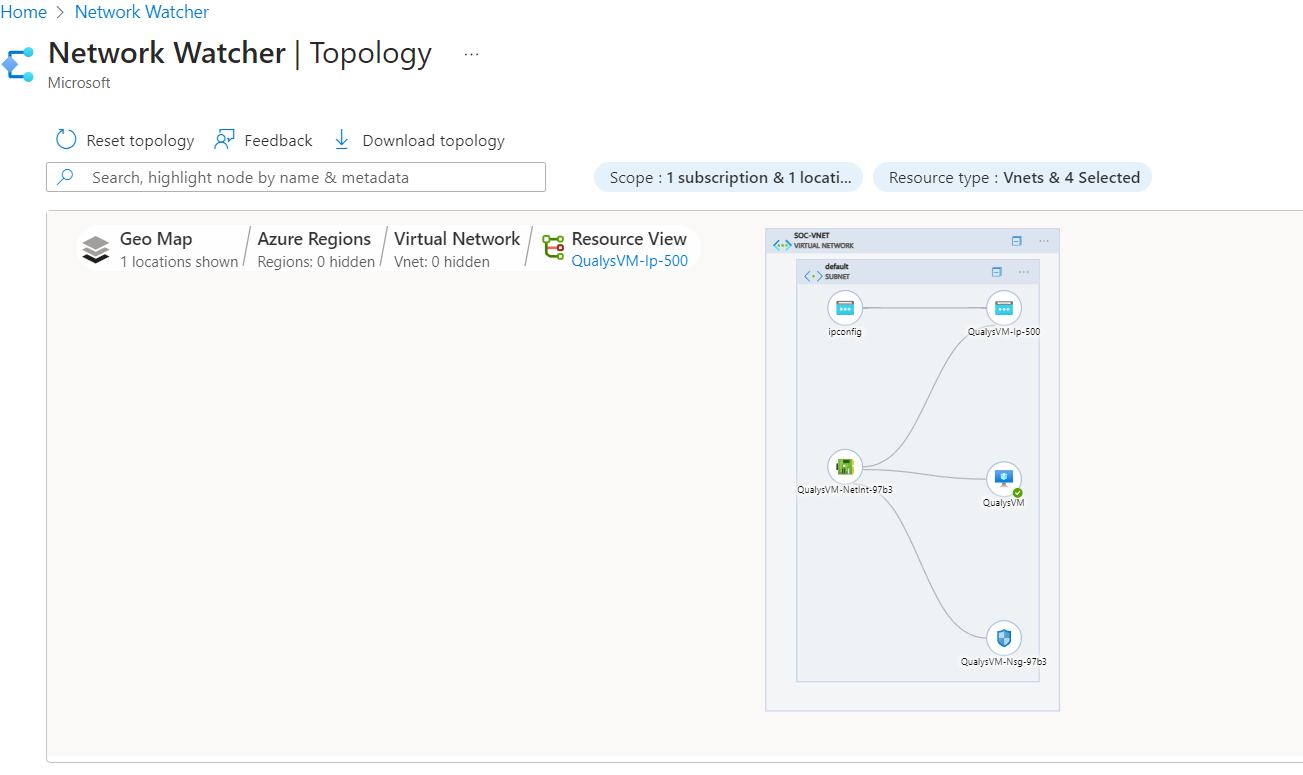 Home > Network Watcher
Network Watcher | Topology ...
Microsoft
Reset topology Feedback Download topology
Search, highlight node by name & metadata
Scope : 1 subscription & 1 locati... Resource type : Vnets & 4 Selected
Geo Map
1 locations shown
Azure Regions
Regions: 0 hidden
Virtual Network
Vnet: 0 hidden
Resource View
QualysVM-Ip-500
SOC-VNET
VIRTUAL NETWORK
default
SUBNET
ipconfig
QualysVM-Ip-500
QualysVM-NetInt-97b3
QualysVM
QualysVM-Nsg-97b3